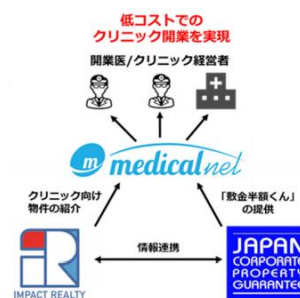 低コストでの
クリニック開業を実現
開業医/クリニック経営者
m medicalnet
クリニック向け
物件の紹介
「敷金半額くん」
の提供
情報連携
iR
IMPACT REALTY
JAPAN
CORPORATE
PROPERTY
GUARANTEE